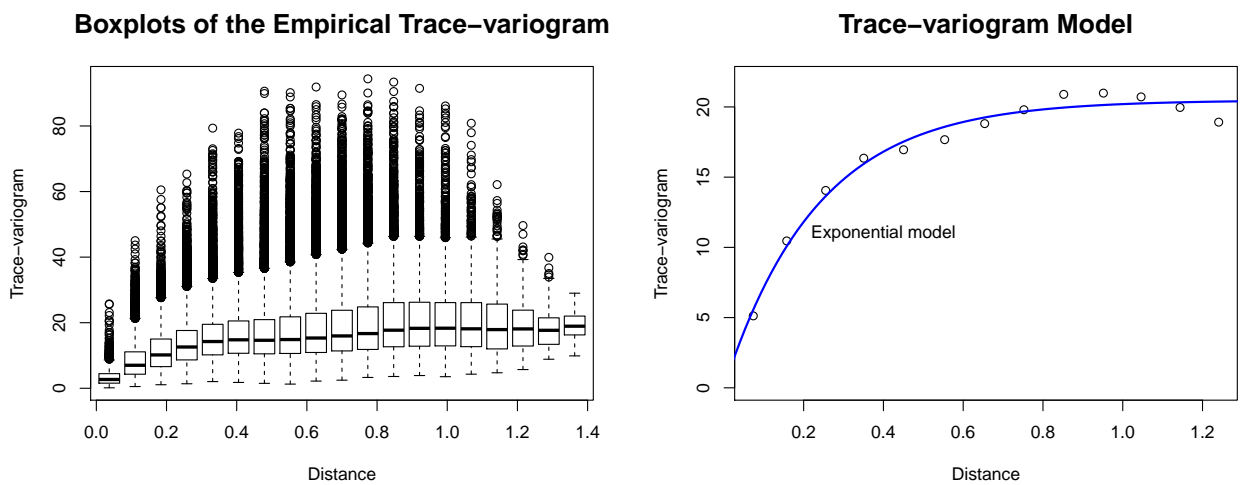 Boxplots of the Empirical Trace−variogram
Trace−variogram
80
60
40
20
0
0.0 0.2 0.4 0.6 0.8 1.0 1.2 1.4
Distance
Trace−variogram Model
Trace−variogram
20
15
10
5
0
Exponential model
0.2 0.4 0.6 0.8 1.0 1.2
Distance